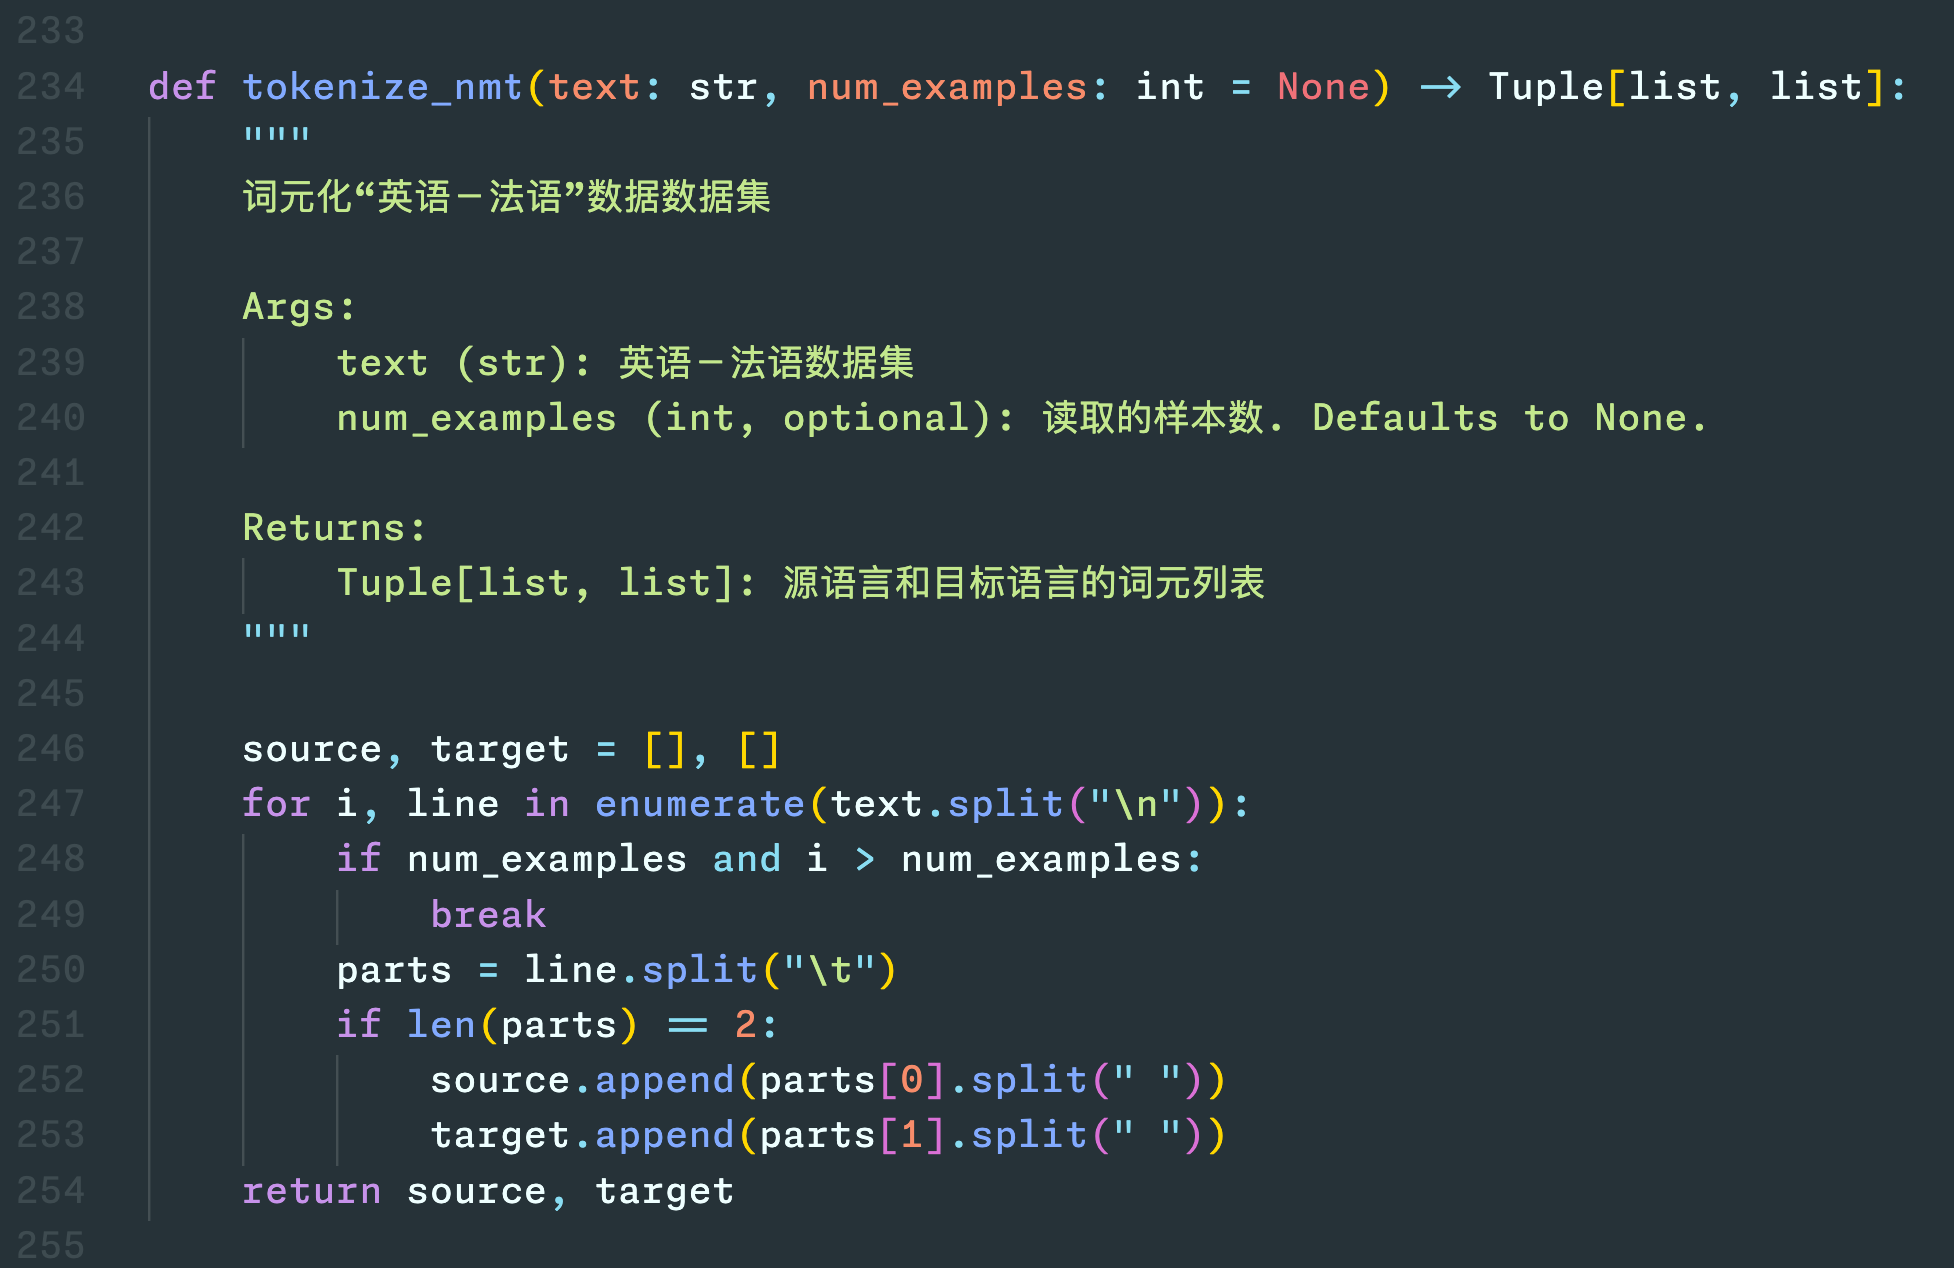 233
234 def tokenize_nmt(text: str, num_examples: int = None) -> Tuple[list, list]:
235     """
236     词元化“英语－法语”数据数据集
237
238     Args:
239         text (str): 英语－法语数据集
240         num_examples (int, optional): 读取的样本数. Defaults to None.
241
242     Returns:
243         Tuple[list, list]: 源语言和目标语言的词元列表
244     """
245
246     source, target = [], []
247     for i, line in enumerate(text.split("\n")):
248         if num_examples and i > num_examples:
249             break
250         parts = line.split("\t")
251         if len(parts) == 2:
252             source.append(parts[0].split(" "))
253             target.append(parts[1].split(" "))
254     return source, target
255